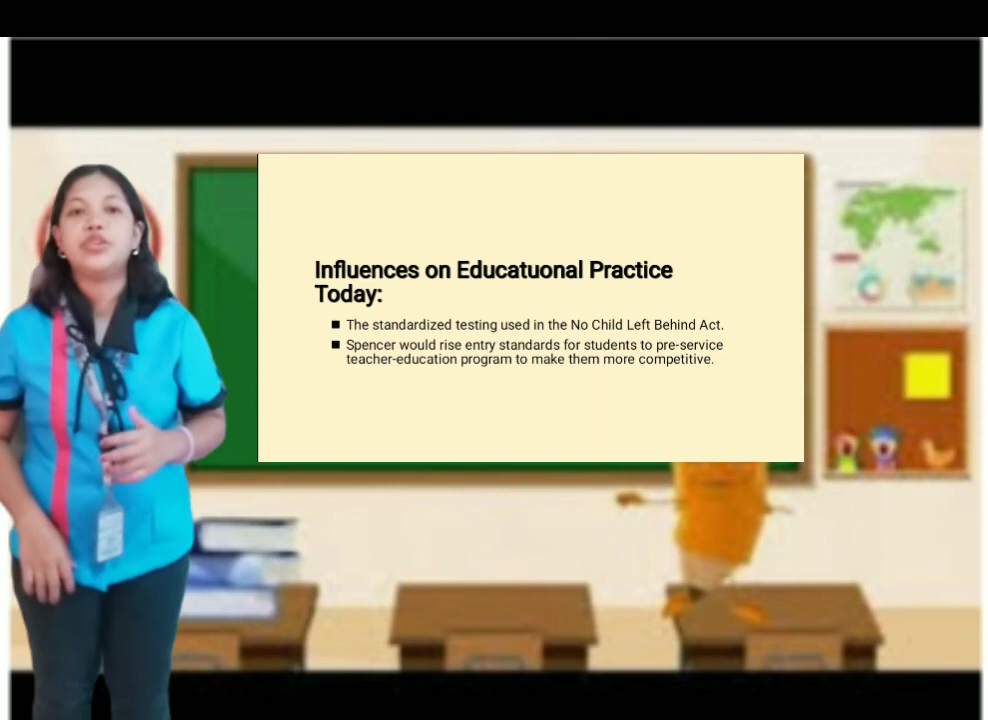 Influences on Educatuonal Practice
Today:
■ The standardized testing used in the No Child Left Behind Act.
■ Spencer would rise entry standards for students to pre-service
teacher-education program to make them more competitive.